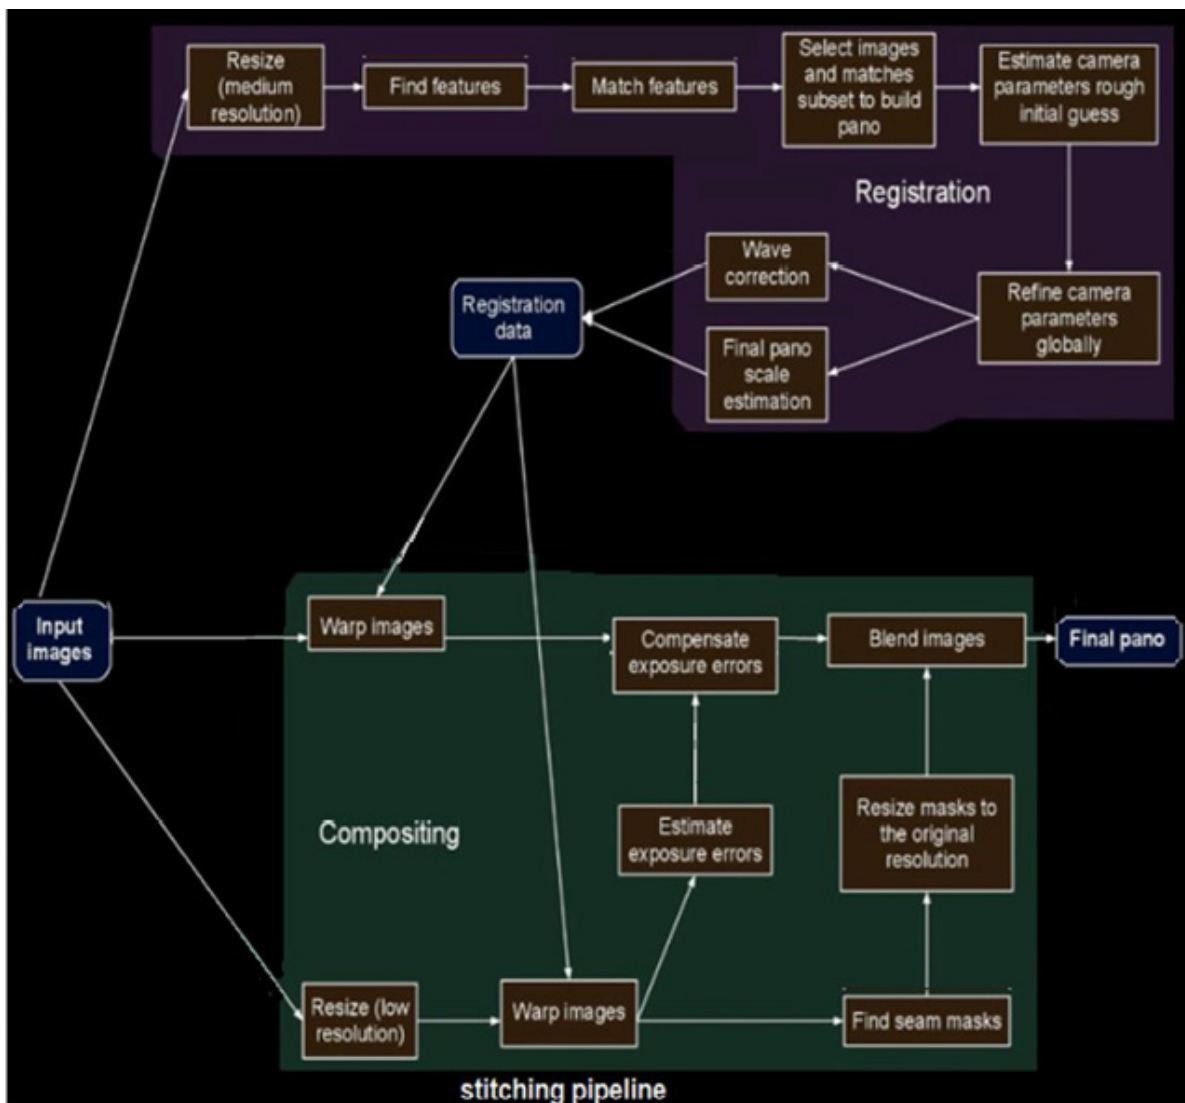 Resize
(medium
resolution)
Find features
Match features
Select images
and matches
subset to build
pano
Estimate camera
parameters rough
initial guess
Registration
Wave
correction
Refine camera
parameters
globally
Registration
data
Final pano
scale
estimation
Input
images
Warp images
Compensate
exposure errors
Blend images
Final pano
Compositing
Estimate
exposure errors
Resize masks to
the original
resolution
Resize (low
resolution)
Warp images
Find seam masks
stitching pipeline